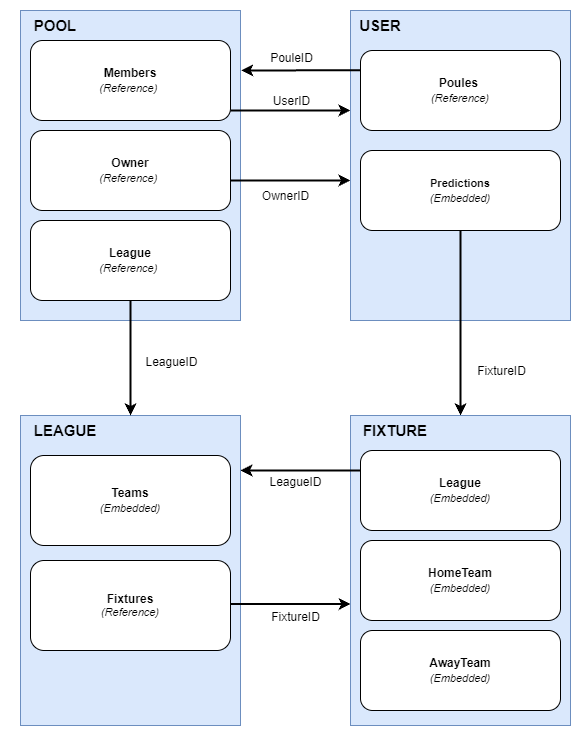 POOL
Members
(Reference)
Owner
(Reference)
League
(Reference)
PouleID
UserID
OwnerID
USER
Poules
(Reference)
Predictions
(Embedded)
LeagueID
FixtureID
LEAGUE
Teams
(Embedded)
Fixtures
(Reference)
LeagueID
FixtureID
FIXTURE
League
(Embedded)
HomeTeam
(Embedded)
AwayTeam
(Embedded)